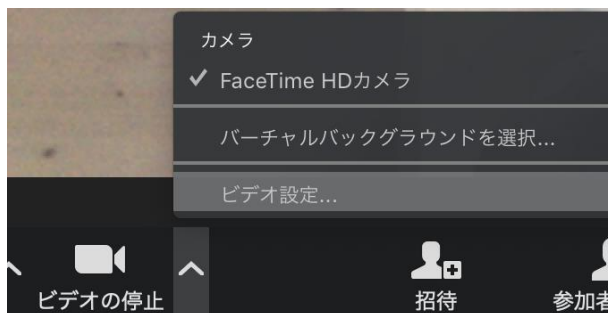 カメラ
FaceTime HDカメラ
バーチャルバックグラウンドを選択...
ビデオ設定...
ビデオの停止
招待
参加者